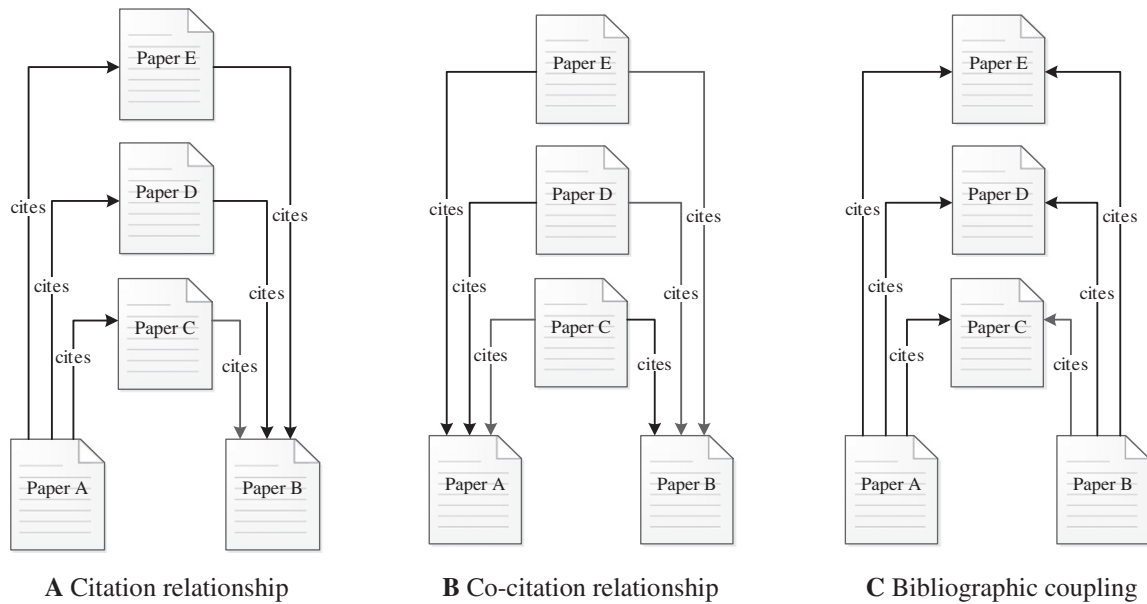 Paper E
Paper D
cites
cites
cites
cites
Paper C
cites
cites
Paper A
Paper B
A Citation relationship
Paper E
Paper D
cites
cites
cites
cites
Paper C
cites
cites
Paper A
Paper B
B Co-citation relationship
Paper E
Paper D
cites
cites
cites
cites
Paper C
cites
cites
Paper A
Paper B
C Bibliographic coupling